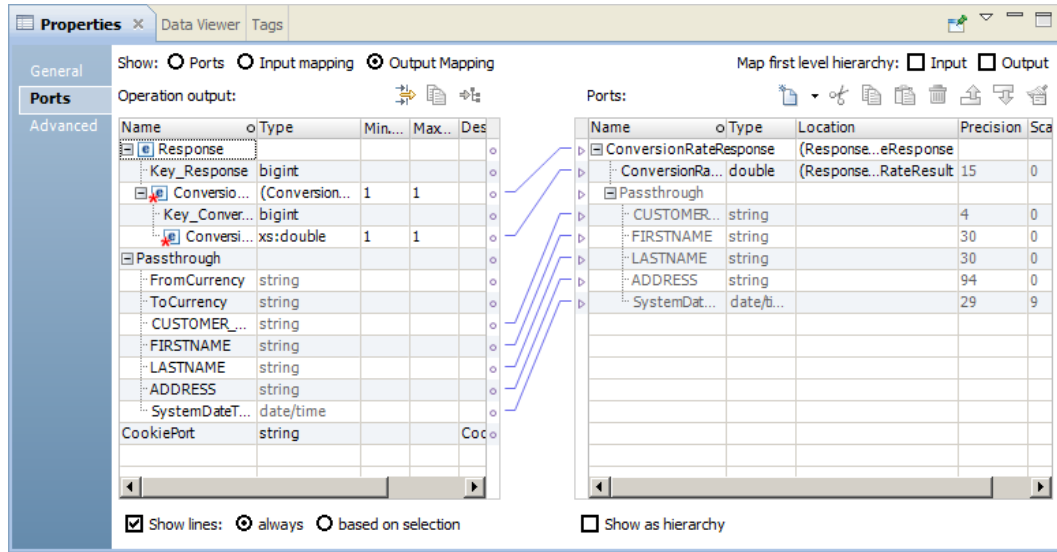 Properties Data Viewer Tags
General
Ports
Advanced
Show: Ports Input mapping Output Mapping
Map first level hierarchy: Input Output
Operation output:
Ports:
Name Type Min... Max... Des
Response
Key_Response bigint
Conversio... (Conversion... 1 1
Key_Conver... bigint
Conversi... xs:double 1 1
Passthrough
FromCurrency string
ToCurrency string
CUSTOMER_... string
FIRSTNAME string
LASTNAME string
ADDRESS string
SystemDateT... date/time
CookiePort string Coo
Name Type Location Precision Sca
ConversionRateResponse (Response...eResponse
ConversionRa... double (Response...RateResult 15 0
Passthrough
CUSTOMER... string 4 0
FIRSTNAME string 30 0
LASTNAME string 30 0
ADDRESS string 94 0
SystemDat... date/ti... 29 9
Show lines: always based on selection
Show as hierarchy